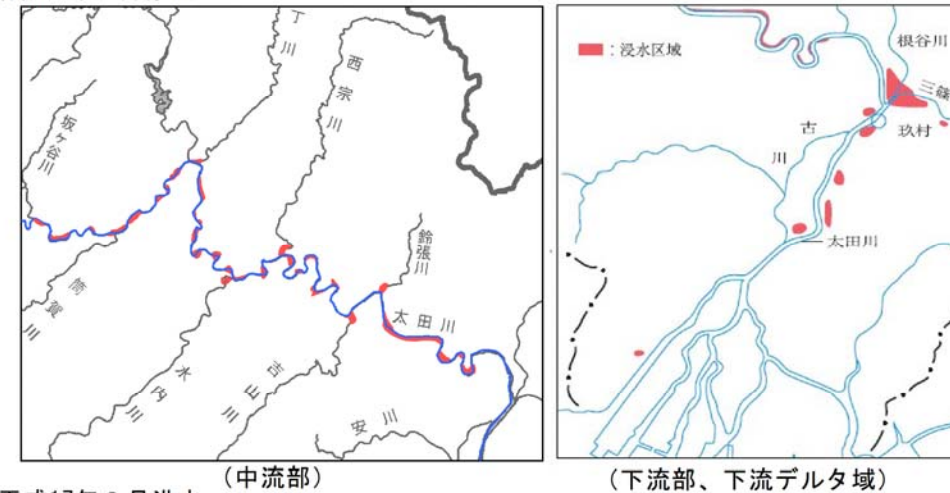 丁川
西宗川
坂ヶ谷川
筒賀川
鈴張川
太田川
水内川
吉山川
安川
（中流部）
：浸水区域
根谷川
三篠
玖村
古川
太田川
（下流部、下流デルタ域）